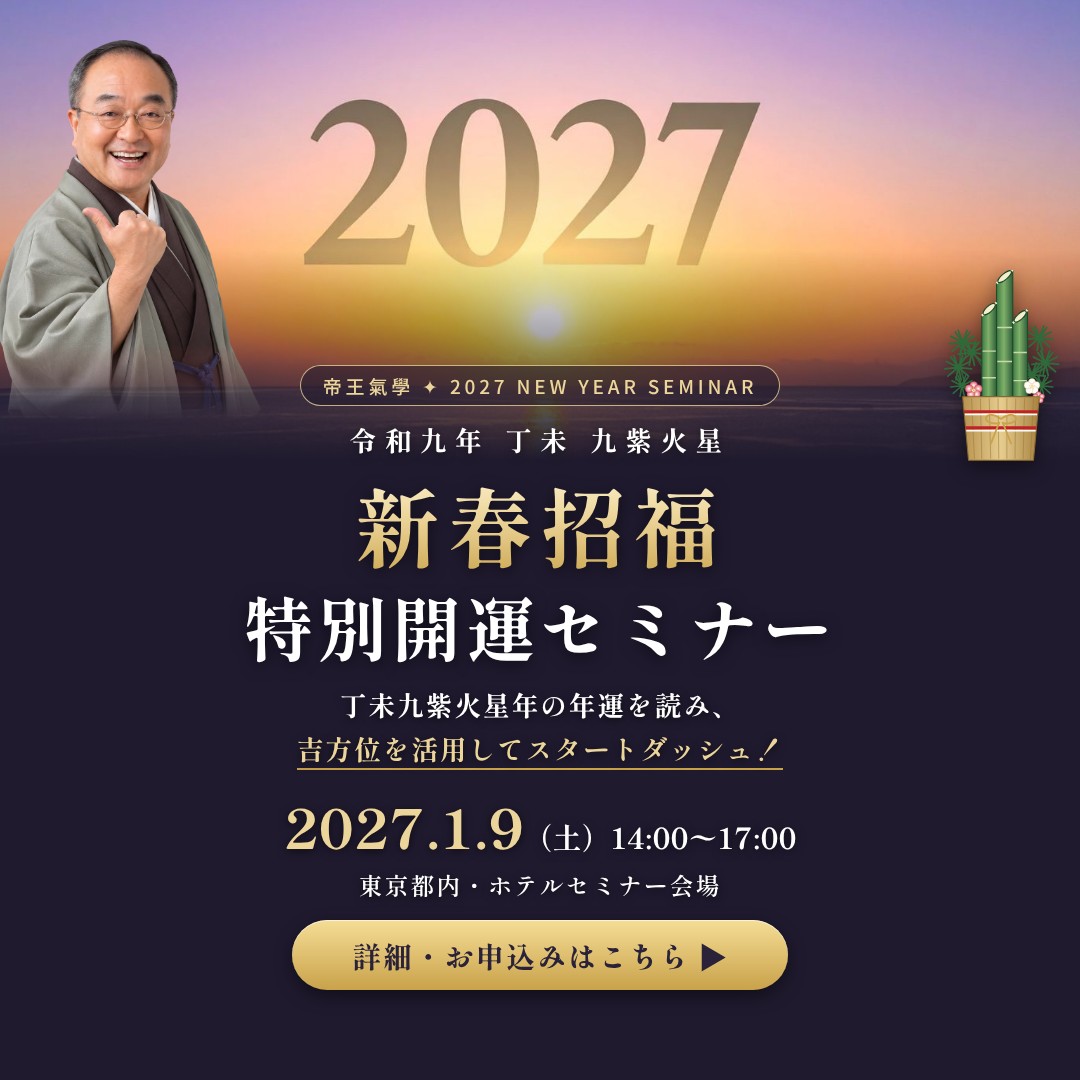 2027
帝王氣學 ✦ 2027 NEW YEAR SEMINAR
令和九年 丁未 九紫火星
新春招福
特別開運セミナー
丁未九紫火星年の年運を読み、
吉方位を活用してスタートダッシュ！
2027.1.9（土）14:00〜17:00
東京都内・ホテルセミナー会場
詳細・お申込みはこちら ▶